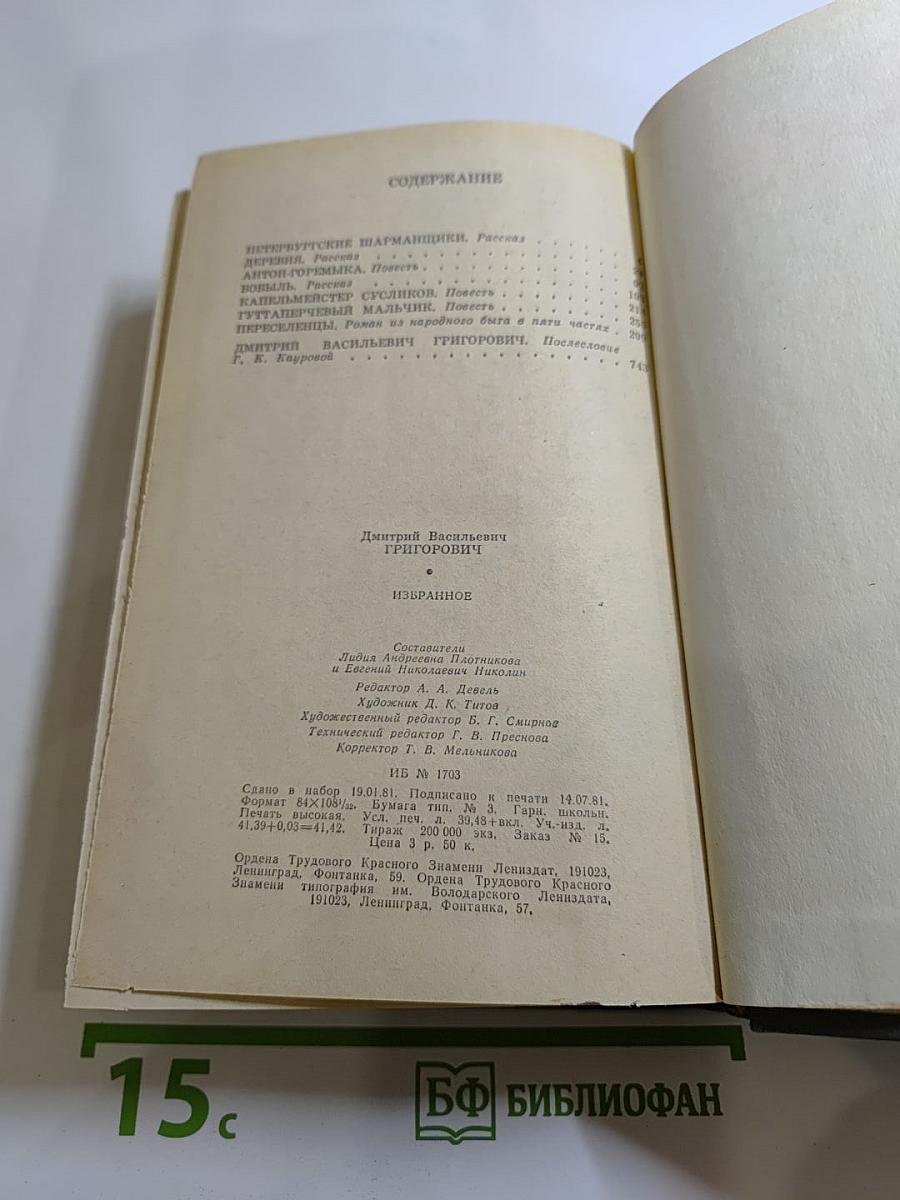 СОДЕРЖАНИЕ
ПЕТЕРБУРГСКИЕ ШАРМАНЩИКИ. Рассказ . . . . .
ДЕРЕВНЯ. Рассказ . . . . . . . . . . . .
АНТОН-ГОРЕМЫКА. Повесть . . . . . . . . .
БОБЫЛЬ. Рассказ . . . . . . . . . . . .
КАПЕЛЬМЕЙСТЕР СУСЛИКОВ. Повесть . . . . . .
ГУТТАПЕРЧЕВЫЙ МАЛЬЧИК. Повесть . . . . . .
ПЕРЕСЕЛЕНЦЫ. Роман из народного быта в пяти частях .
ДМИТРИЙ ВАСИЛЬЕВИЧ ГРИГОРОВИЧ. Послесловие
Г. К. Кауровой . . . . . . . . . . . . . . . 743
Дмитрий Васильевич
ГРИГОРОВИЧ
ИЗБРАННОЕ
Составители
Лидия Андреевна Плотникова
и Евгений Николаевич Николин
Редактор А. А. Девель
Художник Д. К. Титов
Художественный редактор Б. Г. Смирнов
Технический редактор Г. В. Преснова
Корректор Т. В. Мельникова
ИБ № 1703
Сдано в набор 19.01.81. Подписано к печати 14.07.81.
Формат 84×108¹/₃₂. Бумага тип. № 3. Гарн. школьн.
Печать высокая. Усл. печ. л. 39,48+вкл. Уч.-изд. л.
41,39+0,03=41,42. Тираж 200 000 экз. Заказ № 15.
Цена 3 р. 50 к.
Ордена Трудового Красного Знамени Лениздат, 191023,
Ленинград, Фонтанка, 59. Ордена Трудового Красного
Знамени типография им. Володарского Лениздата,
191023, Ленинград, Фонтанка, 57.
15 с
БФ БИБЛИОФАН